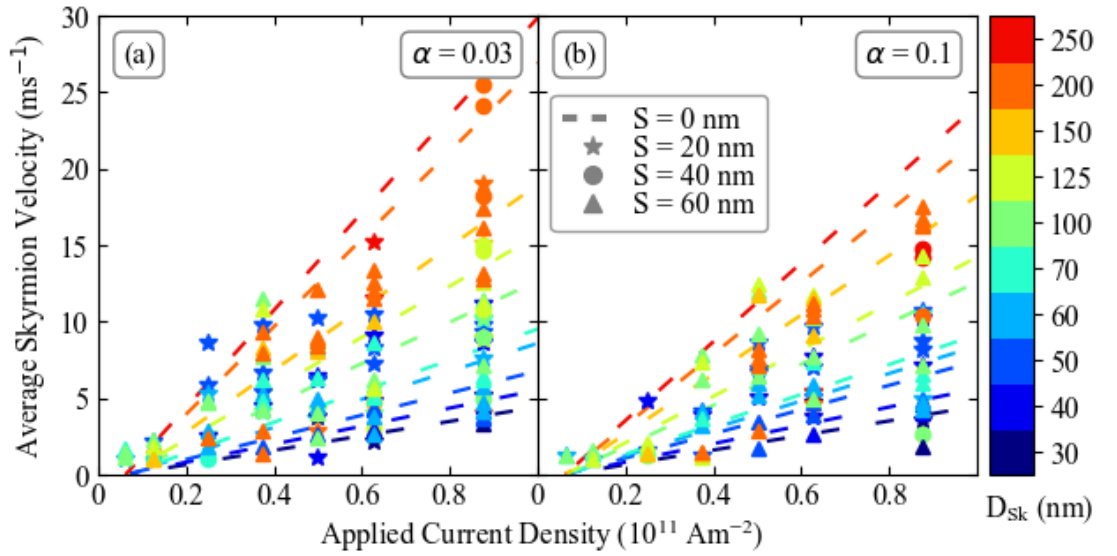 30
25
20
15
10
5
0
Average Skyrmion Velocity (ms⁻¹)
(a)
α = 0.03
(b)
α = 0.1
S = 0 nm
S = 20 nm
S = 40 nm
S = 60 nm
0 0.2 0.4 0.6 0.8 0 0.2 0.4 0.6 0.8
Applied Current Density (10¹¹ Am⁻²)
250
200
150
125
100
70
60
50
40
30
D_Sk (nm)